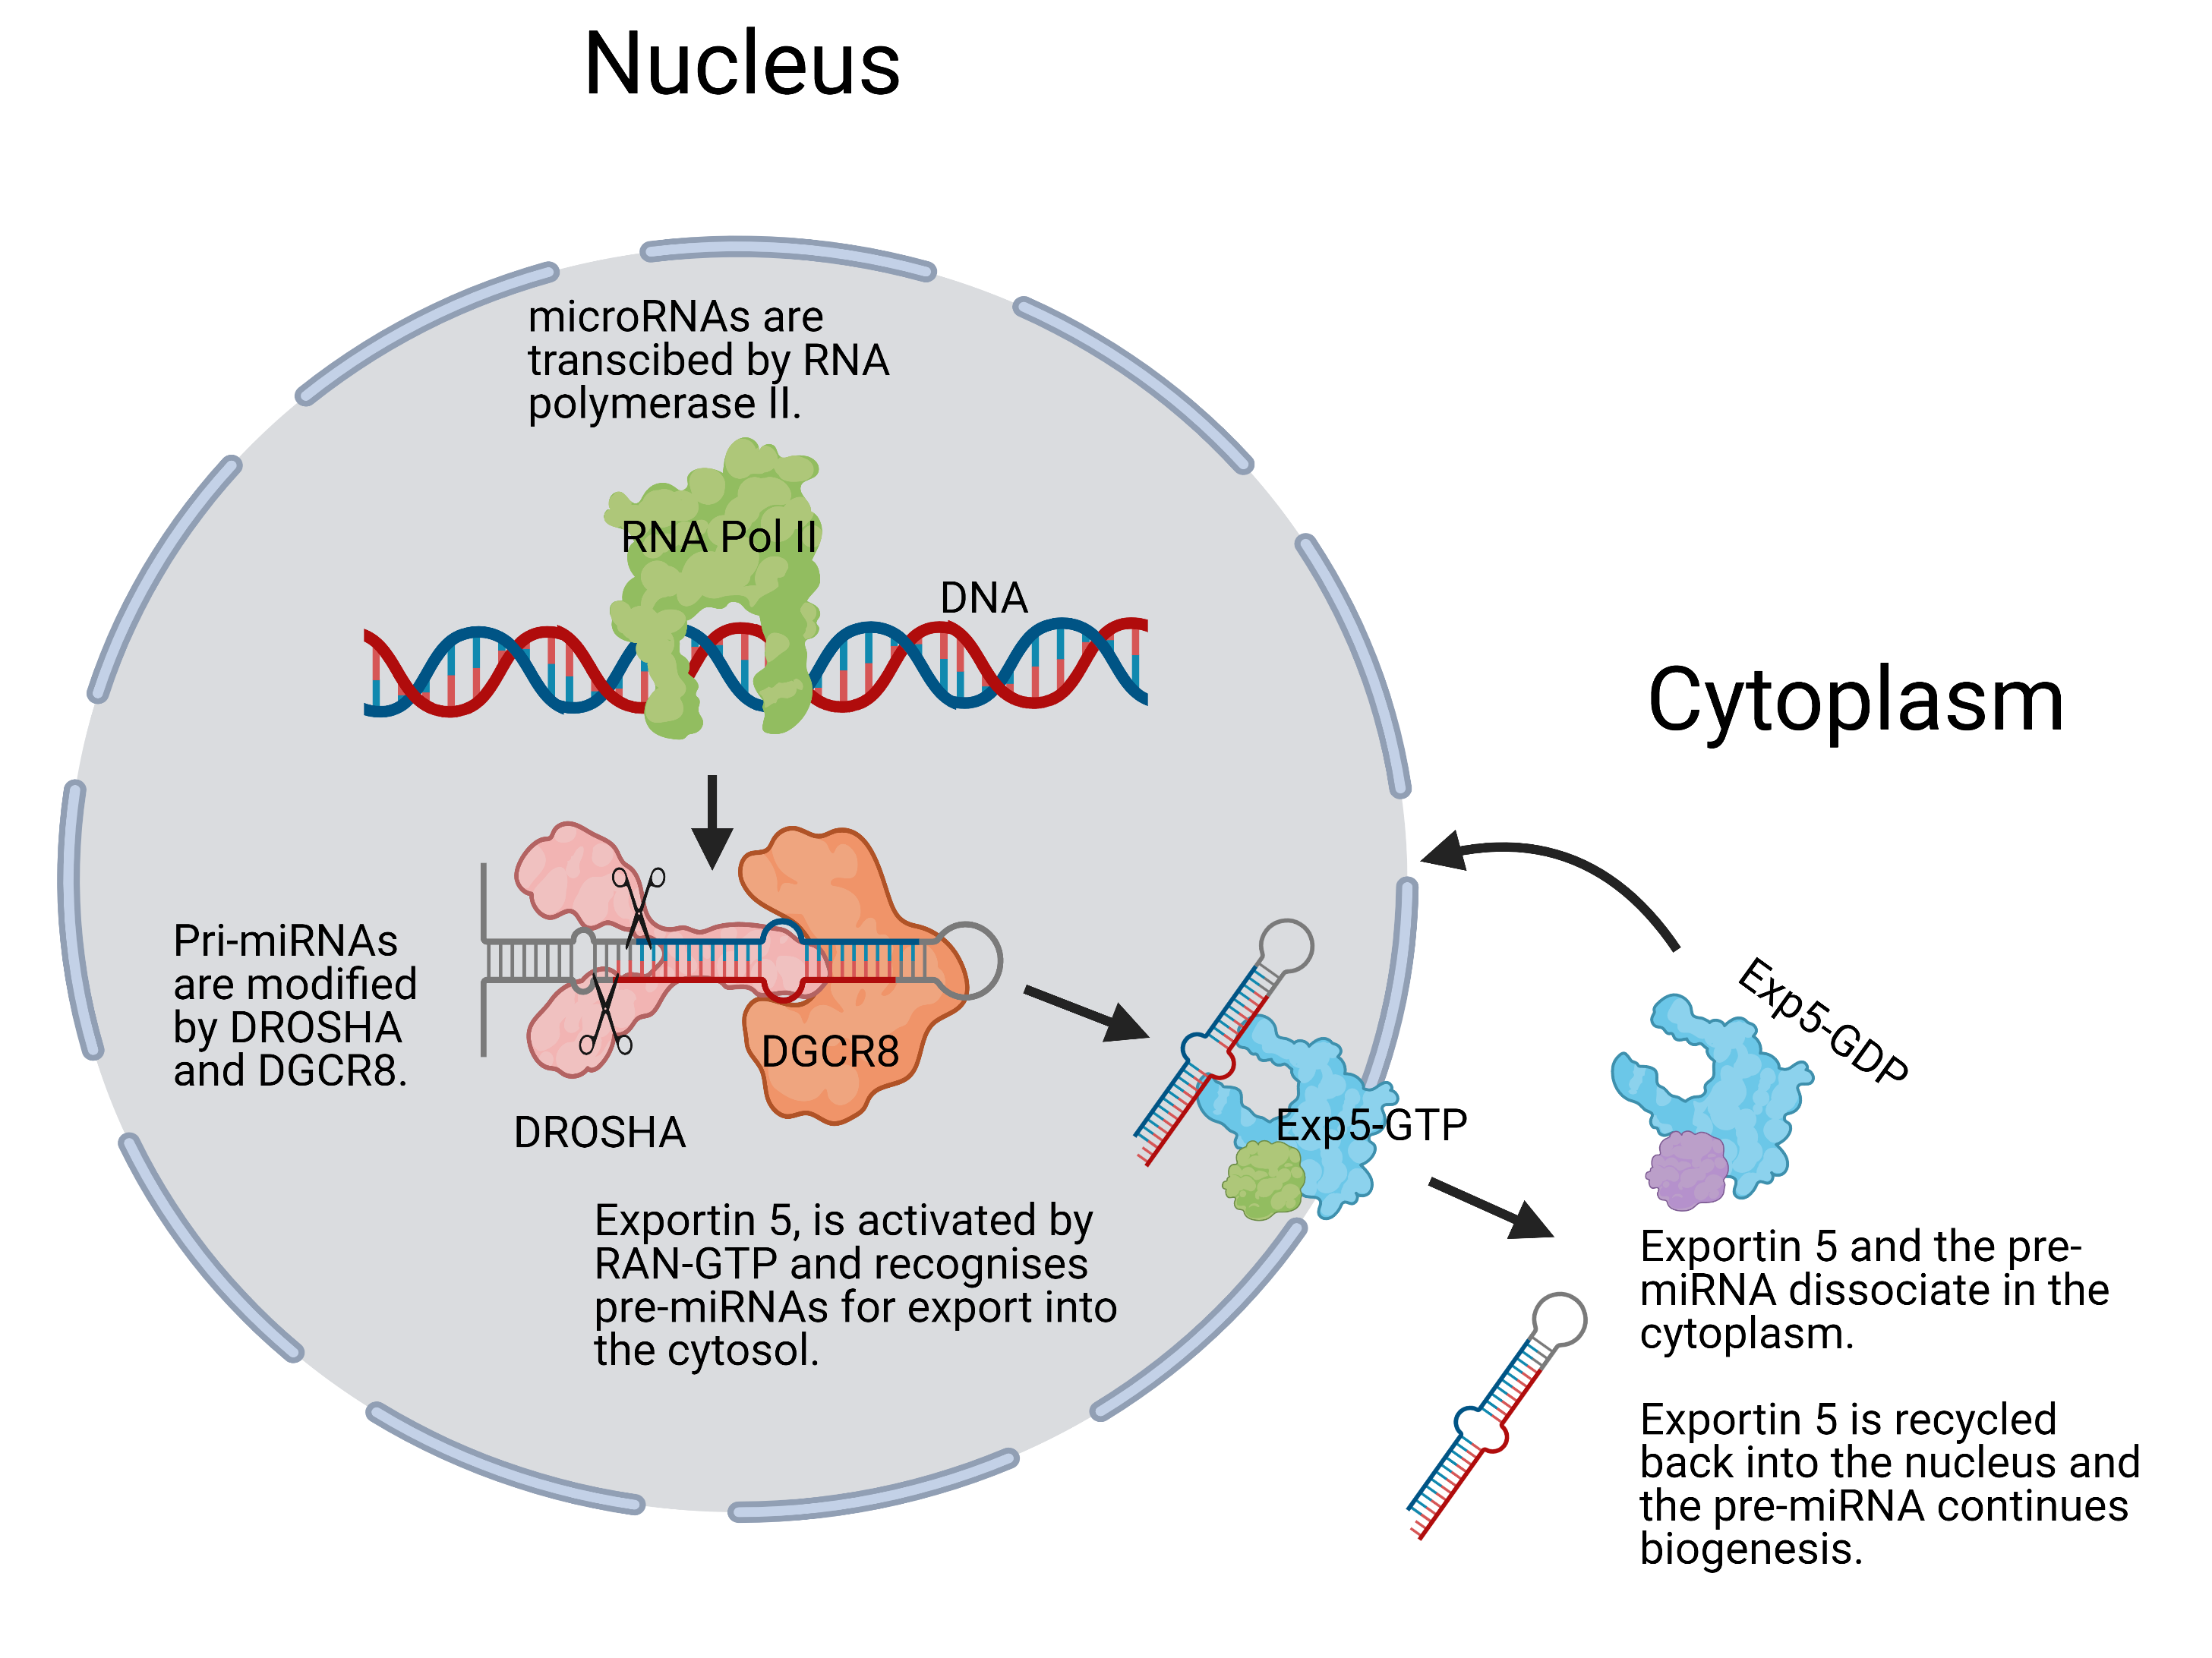 Nucleus
microRNAs are
transcibed by RNA
polymerase II.
RNA Pol II
DNA
Cytoplasm
Pri-miRNAs
are modified
by DROSHA
and DGCR8.
DGCR8
DROSHA
Exp5-GTP
Exp5-GDP
Exportin 5, is activated by
RAN-GTP and recognises
pre-miRNAs for export into
the cytosol.
Exportin 5 and the pre-
miRNA dissociate in the
cytoplasm.
Exportin 5 is recycled
back into the nucleus and
the pre-miRNA continues
biogenesis.